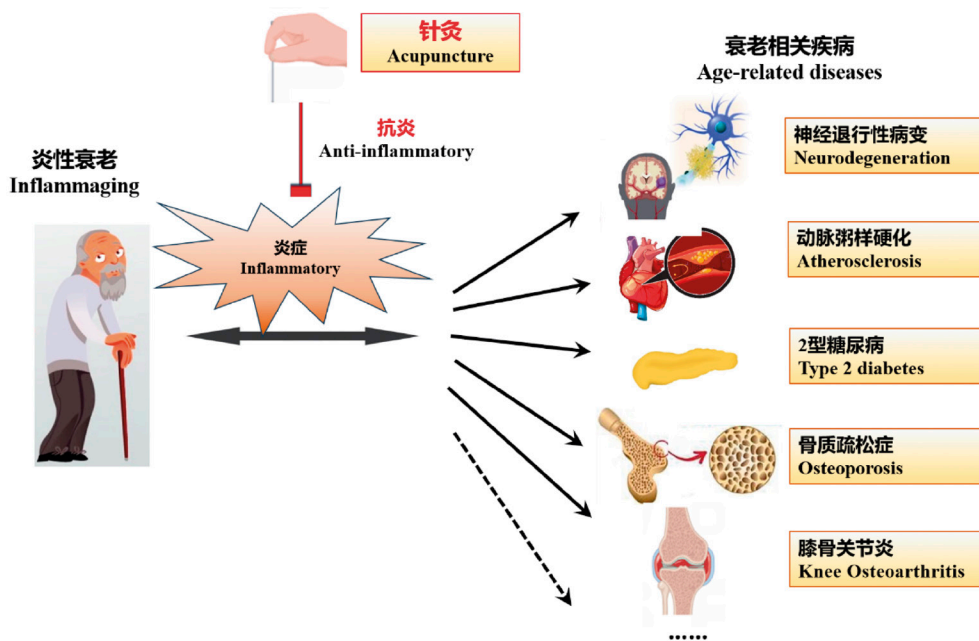 针灸
Acupuncture
抗炎
Anti-inflammatory
炎性衰老
Inflammaging
炎症
Inflammatory
衰老相关疾病
Age-related diseases
神经退行性病变
Neurodegeneration
动脉粥样硬化
Atherosclerosis
2型糖尿病
Type 2 diabetes
骨质疏松症
Osteoporosis
膝骨关节炎
Knee Osteoarthritis
……